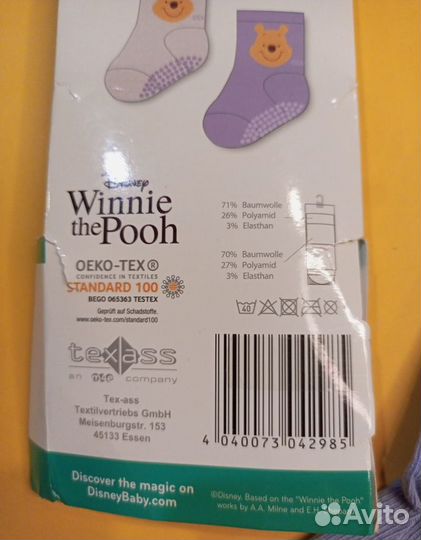 Disney
Winnie
the Pooh
OEKO-TEX®
CONFIDENCE IN TEXTILES
STANDARD 100
BEGO 065363 TESTEX
Geprüft auf Schadstoffe.
www.oeko-tex.com/standard100
71% Baumwolle
26% Polyamid
3% Elasthan
70% Baumwolle
27% Polyamid
3% Elasthan
40
tex-ass
an company
Tex-ass
Textilvertriebs GmbH
Meisenburgstr. 153
45133 Essen
4 040073 042985
Discover the magic on
DisneyBaby.com
©Disney. Based on the "Winnie the Pooh"
works by A.A. Milne and E.H.
Avito